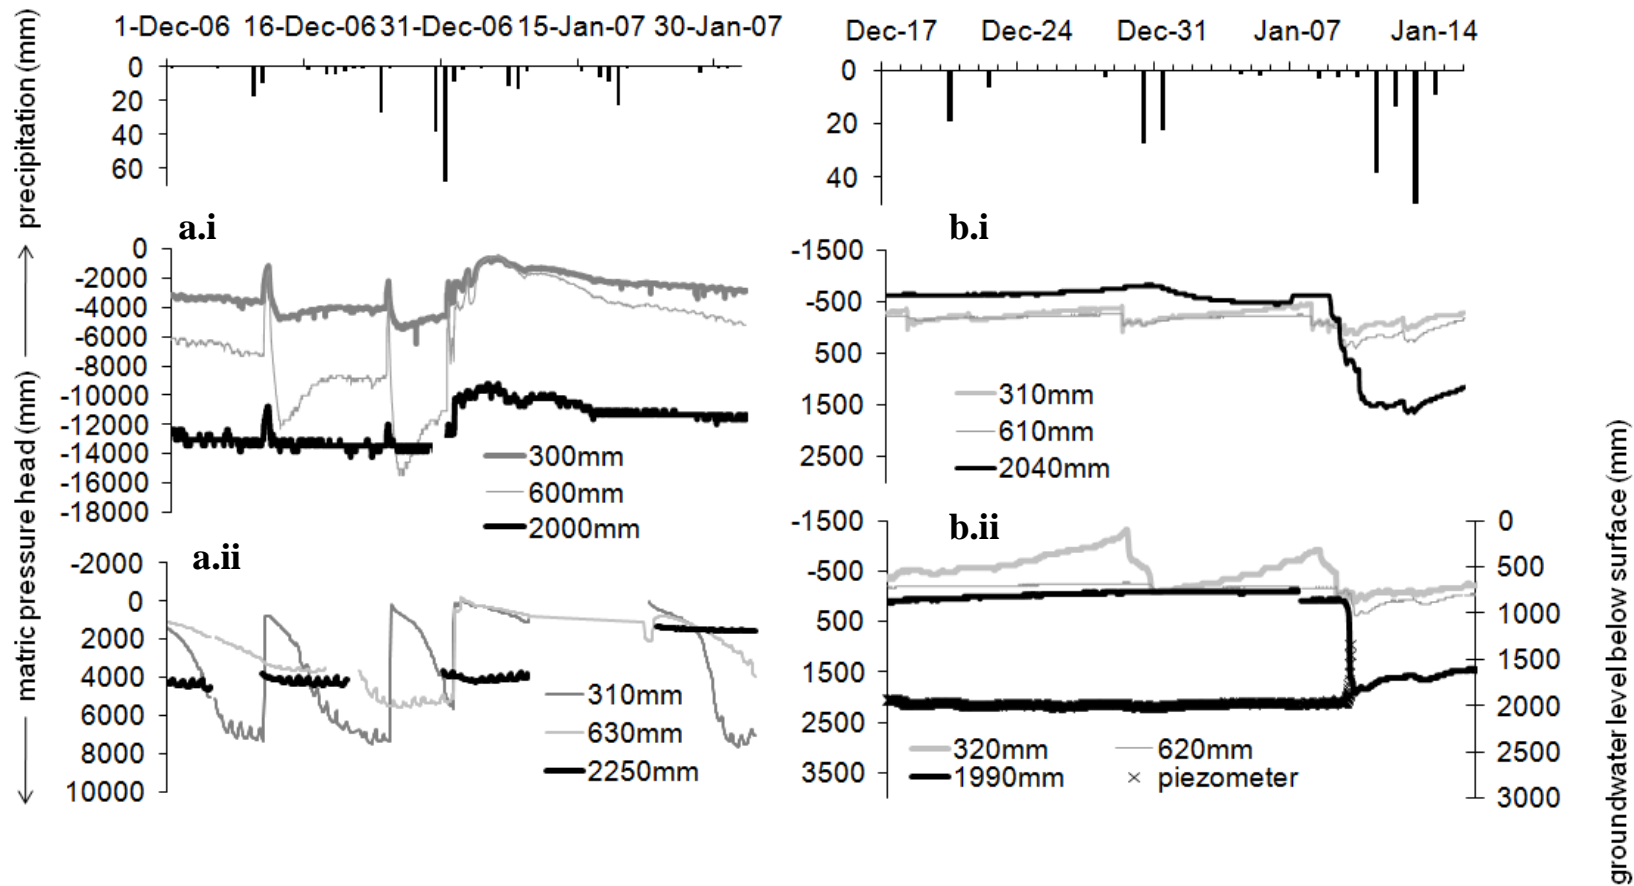 1-Dec-06 16-Dec-06 31-Dec-06 15-Jan-07 30-Jan-07
0
20
40
60
precipitation (mm)
matric pressure head (mm)
a.i
0
-2000
-4000
-6000
-8000
-10000
-12000
-14000
-16000
-18000
300mm
600mm
2000mm
a.ii
-2000
0
2000
4000
6000
8000
10000
310mm
630mm
2250mm
Dec-17 Dec-24 Dec-31 Jan-07 Jan-14
0
20
40
b.i
-1500
-500
500
1500
2500
310mm
610mm
2040mm
b.ii
-1500
-500
500
1500
2500
3500
0
500
1000
1500
2000
2500
3000
320mm 620mm
1990mm × piezometer
groundwater level below surface (mm)